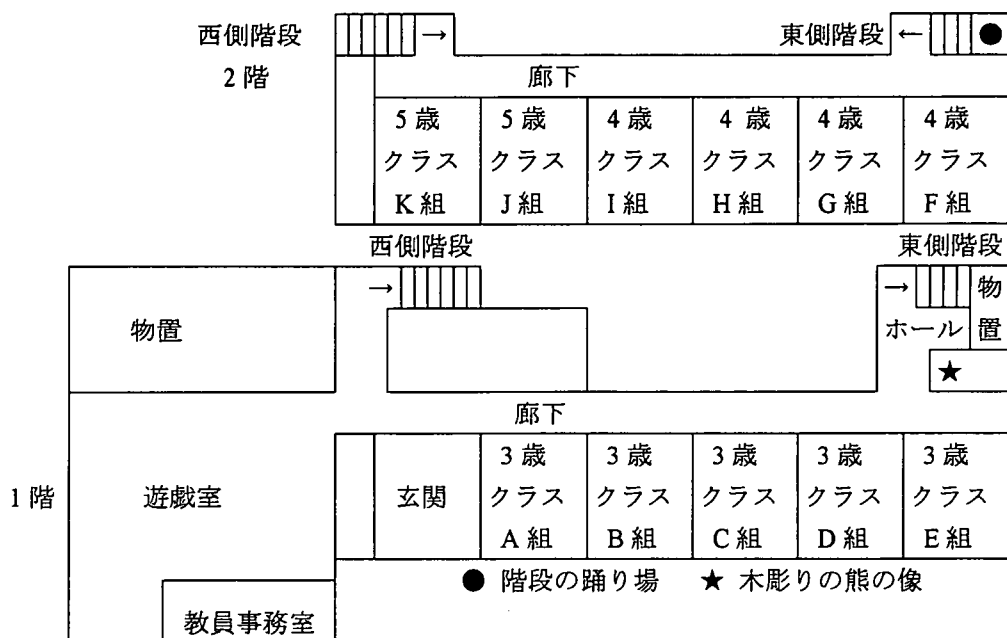 西側階段
→
東側階段
←
●
2階
廊下
5歳 5歳 4歳 4歳 4歳 4歳
クラス クラス クラス クラス クラス クラス
K組 J組 I組 H組 G組 F組
西側階段
東側階段
→
→
物置
物置
ホール
★
廊下
1階
遊戯室
玄関
3歳 3歳 3歳 3歳 3歳
クラス クラス クラス クラス クラス
A組 B組 C組 D組 E組
● 階段の踊り場 ★ 木彫りの熊の像
教員事務室